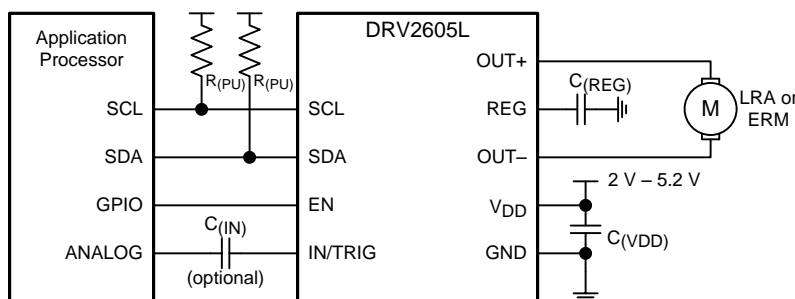 Application
Processor
SCL
SDA
GPIO
ANALOG
R(PU)
R(PU)
C(IN)
(optional)
DRV2605L
SCL
SDA
EN
IN/TRIG
OUT+
REG
OUT–
VDD
GND
C(REG)
M
LRA or
ERM
2 V – 5.2 V
C(VDD)